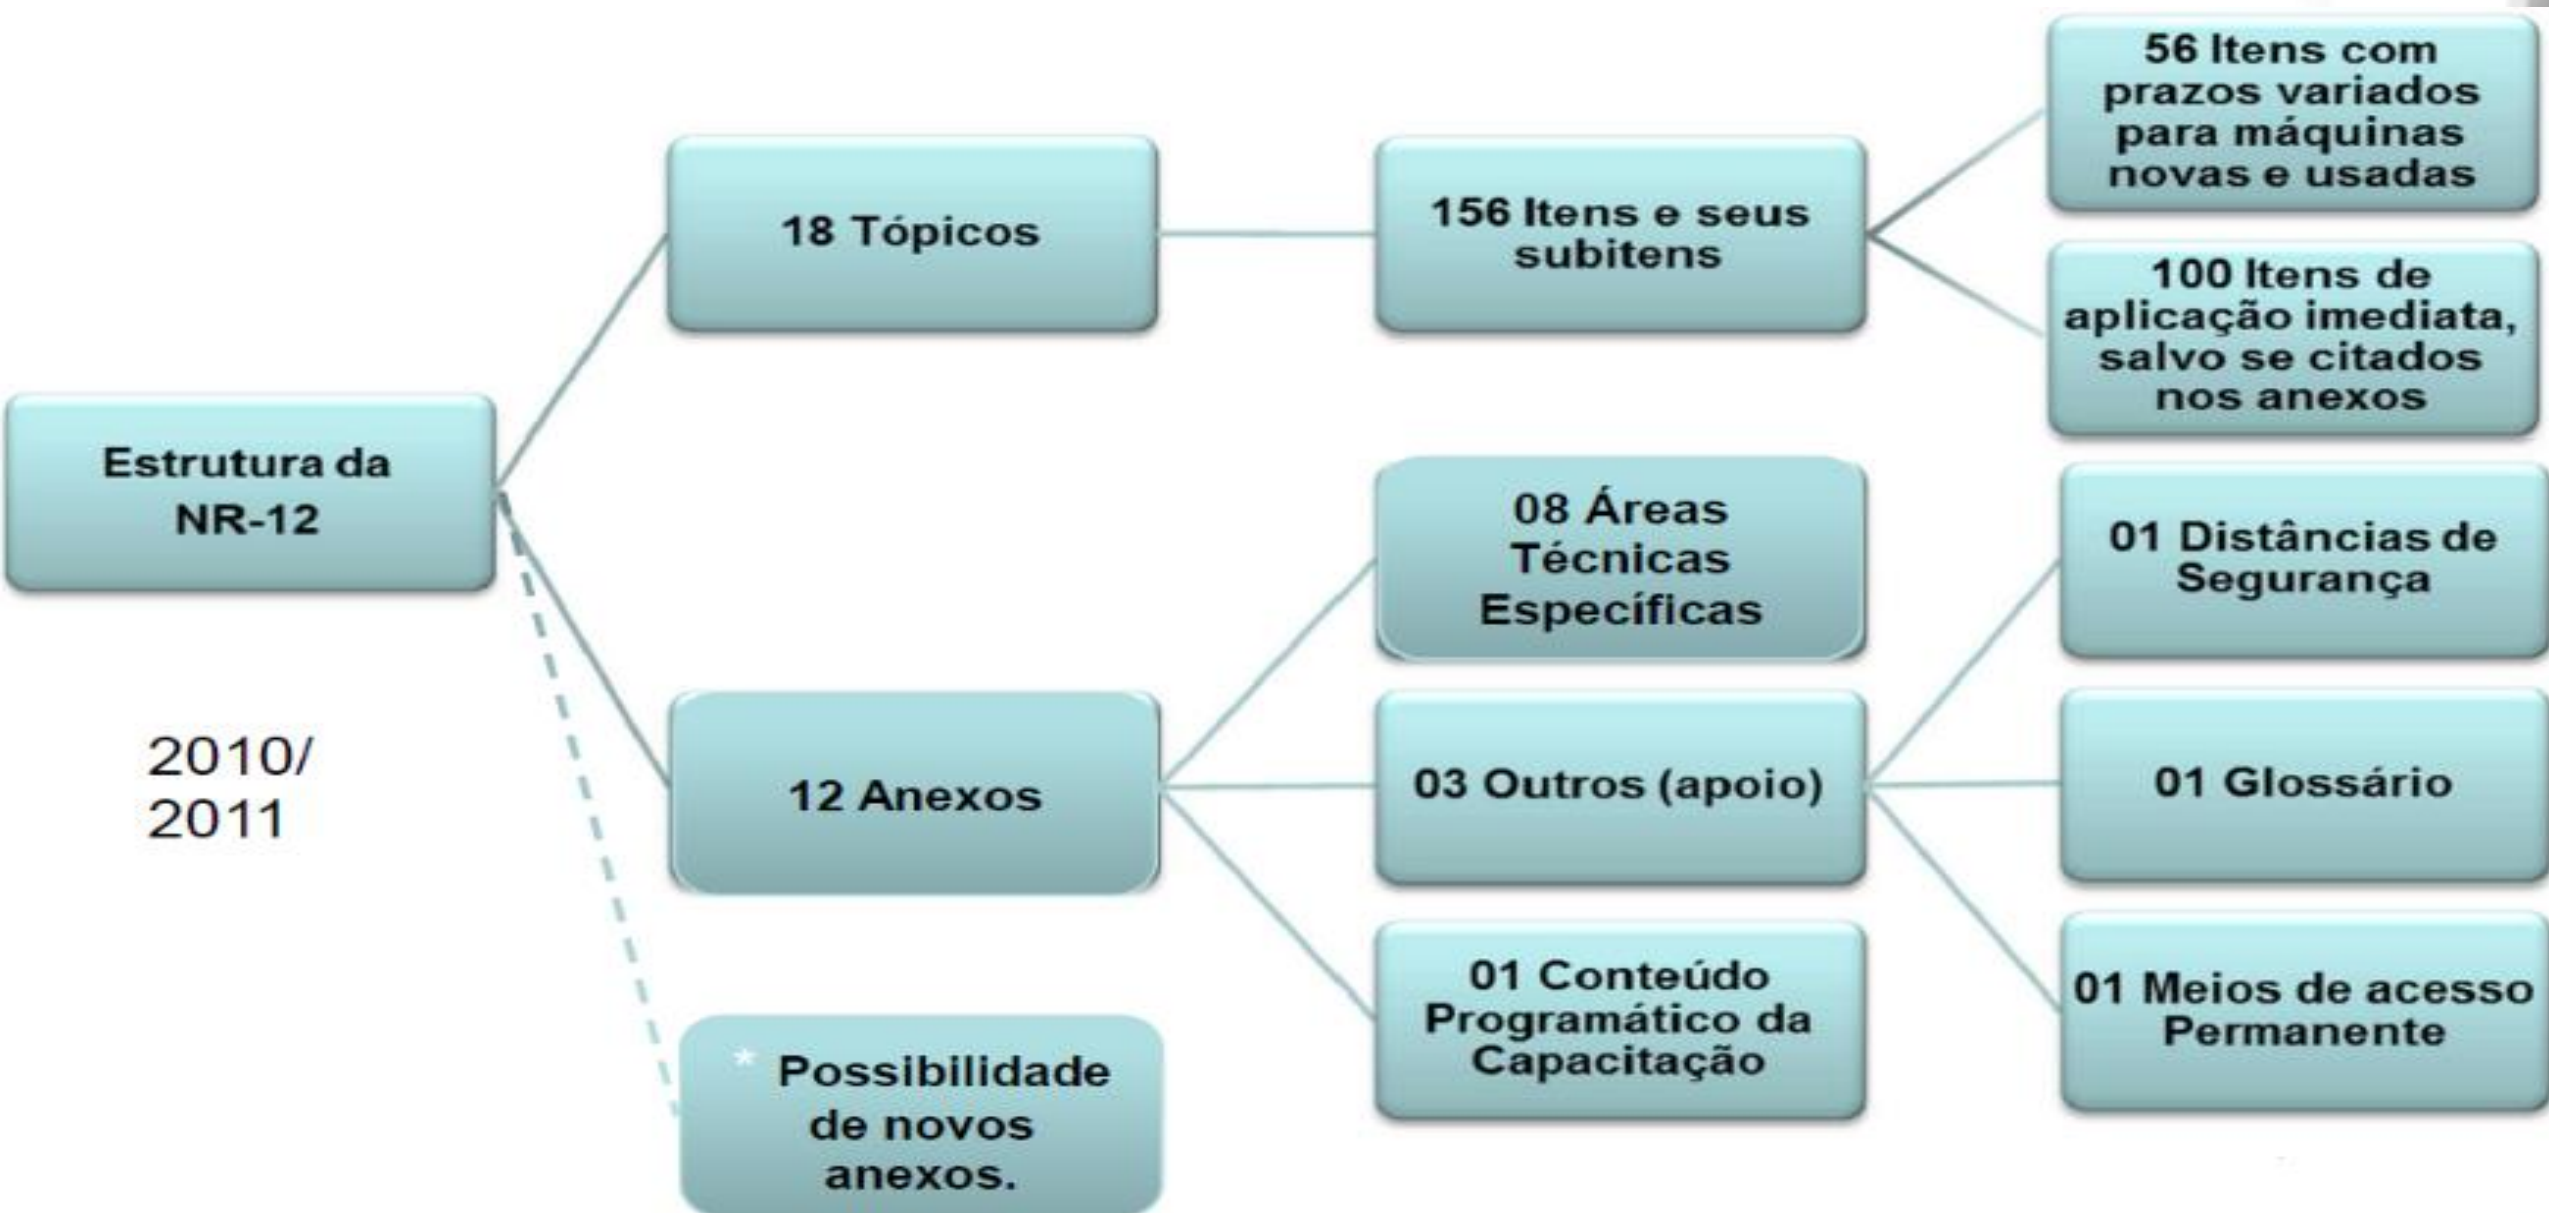 Estrutura da
NR-12
2010/
2011
18 Tópicos
156 Itens e seus
subitens
56 Itens com
prazos variados
para máquinas
novas e usadas
100 Itens de
aplicação imediata,
salvo se citados
nos anexos
12 Anexos
08 Áreas
Técnicas
Específicas
03 Outros (apoio)
01 Conteúdo
Programático da
Capacitação
01 Distâncias de
Segurança
01 Glossário
01 Meios de acesso
Permanente
* Possibilidade
de novos
anexos.